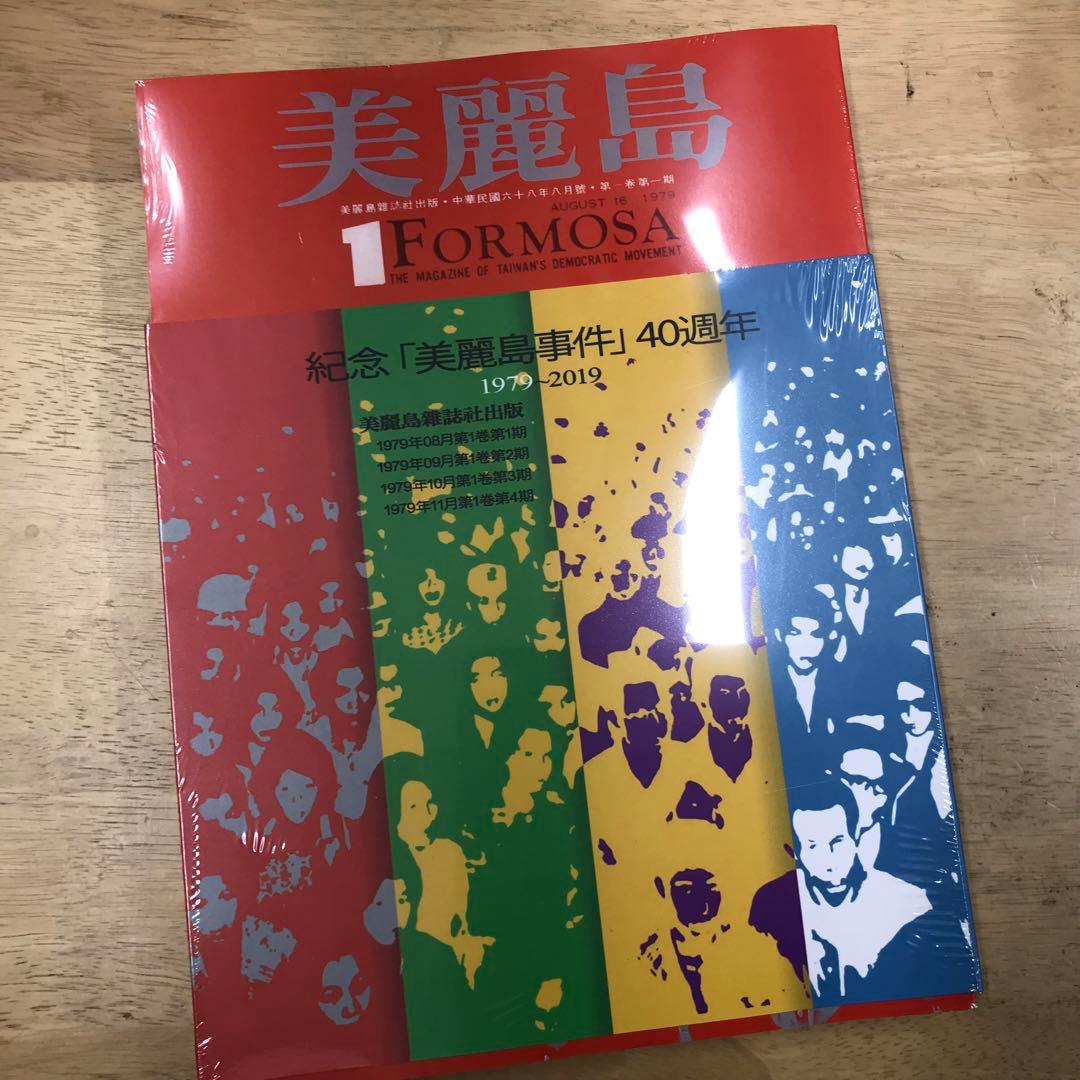 美麗島
美麗島雜誌社出版・中華民國六十八年八月號・第一卷第一期
AUGUST 16 1979
1 FORMOSA
THE MAGAZINE OF TAIWAN'S DEMOCRATIC MOVEMENT
紀念「美麗島事件」40週年
1979~2019
美麗島雜誌社出版
1979年08月第1卷第1期
1979年09月第1卷第2期
1979年10月第1卷第3期
1979年11月第1卷第4期